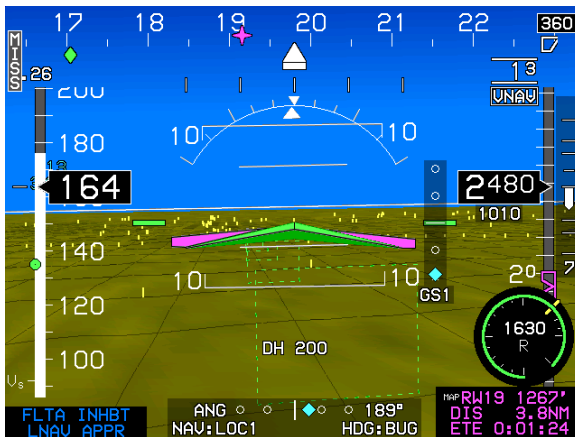 17 18 19 20 21 22
360
MISS
.26
13
VNAV
200
180
10 10
164
2480
1010
140
20
10 10
GS1
7
120
1630
R
DH 200
100
Vs
MAP RW19 1267'
ANG 189°
DIS 3.8NM
FLTA INHBT
NAV:LOC1 HDG:BUG
ETE 0:01:24
LNAV APPR